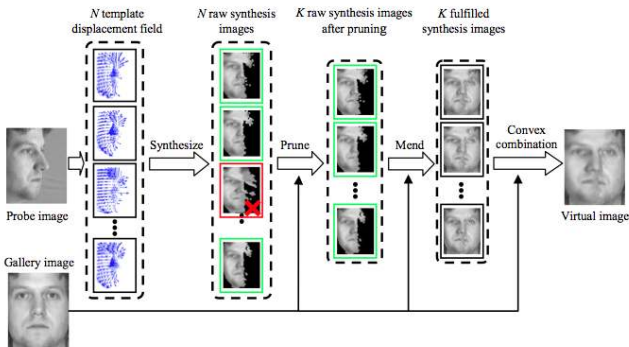 N template
displacement field
N raw synthesis
images
K raw synthesis images
after pruning
K fulfilled
synthesis images
Synthesize
Prune
Mend
Convex
combination
Probe image
Virtual image
Gallery image